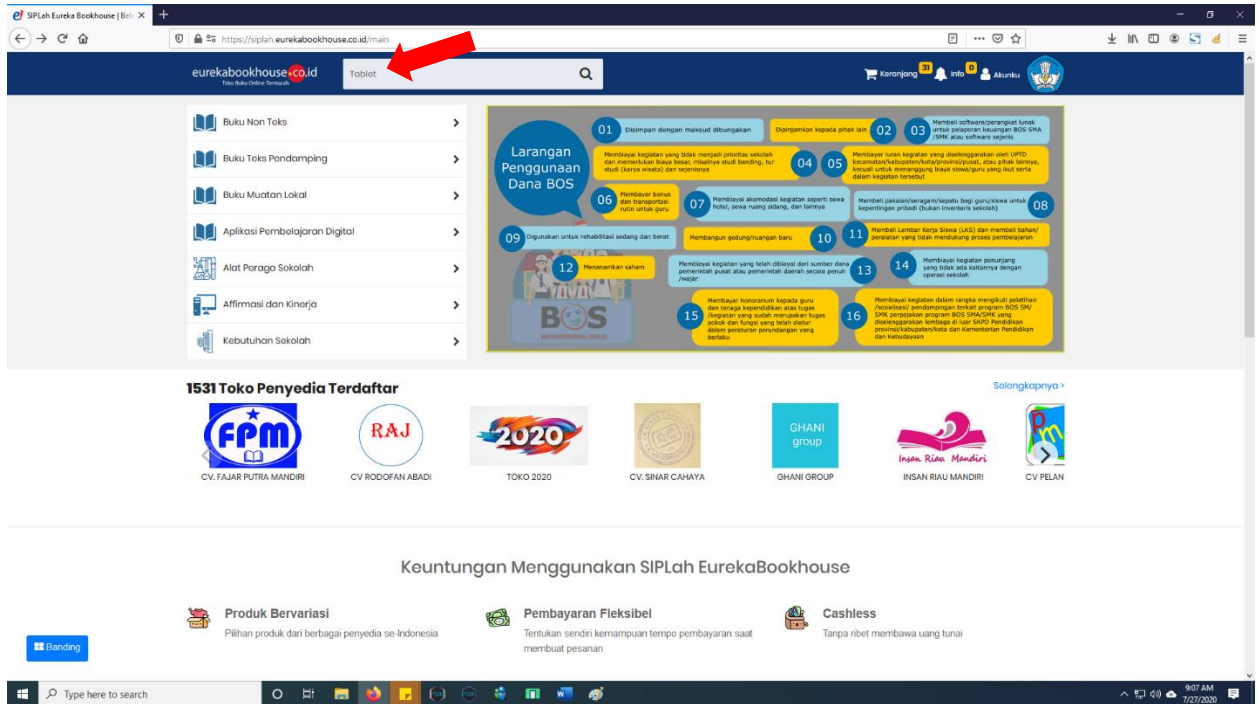 SIPLah Eureka Bookhouse | Beli
https://siplah.eurekabookhouse.co.id/main
eurekabookhouse.co.id
Toko Buku Online Termurah
Tablet
Keranjang 31
Info 0
Akunku
Buku Non Teks
Buku Teks Pendamping
Buku Muatan Lokal
Aplikasi Pembelajaran Digital
Alat Peraga Sekolah
Affirmasi dan Kinerja
Kebutuhan Sekolah
Larangan
Penggunaan
Dana BOS
01 Disimpan dengan maksud dibungakan
Dipinjamkan kepada pihak lain 02
03 Membeli software/perangkat lunak
untuk pelaporan keuangan BOS SMA
/SMK atau software sejenis
Membiayai kegiatan yang tidak menjadi prioritas sekolah
dan memerlukan biaya besar, misalnya studi banding, tur
studi (karya wisata) dan sejenisnya
04
05 Membayar iuran kegiatan yang diselenggarakan oleh UPTD
kecamatan/kabupaten/kota/provinsi/pusat, atau pihak lainnya,
kecuali untuk menanggung biaya siswa/guru yang ikut serta
dalam kegiatan tersebut
06 Membayar bonus
dan transportasi
rutin untuk guru
07 Membiayai akomodasi kegiatan seperti sewa
hotel, sewa ruang sidang, dan lainnya
Membeli pakaian/seragam/sepatu bagi guru/siswa untuk
kepentingan pribadi (bukan inventaris sekolah)
08
09 Digunakan untuk rehabilitasi sedang dan berat
Membangun gedung/ruangan baru 10
11 Membeli Lembar Kerja Siswa (LKS) dan membeli bahan/
peralatan yang tidak mendukung proses pembelajaran
12 Menanamkan saham
Membiayai kegiatan yang telah dibiayai dari sumber dana
pemerintah pusat atau pemerintah daerah secara penuh
/wajar
13
14 Membiayai kegiatan penunjang
yang tidak ada kaitannya dengan
operasi sekolah
15 Membayar honorarium kepada guru
dan tenaga kependidikan atas tugas
/kegiatan yang sudah merupakan tugas
pokok dan fungsi yang telah diatur
dalam peraturan perundangan yang
berlaku
16 Membiayai kegiatan dalam rangka mengikuti pelatihan
/sosialisesi/ pendampingan terkait program BOS SM/
SMK perpajakan program BOS SMA/SMK yang
diselenggarakan lembaga di luar SKPD Pendidikan
provinsi/kabupaten/kota dan Kementerian Pendidikan
dan Kebudayaan
BOS
1531 Toko Penyedia Terdaftar
Selengkapnya >
FPM
RAJ
2020
GHANI
group
Insan Riau Mandiri
Pm
CV. FAJAR PUTRA MANDIRI
CV RODOFAN ABADI
TOKO 2020
CV. SINAR CAHAYA
GHANI GROUP
INSAN RIAU MANDIRI
CV PELAN
Keuntungan Menggunakan SIPLah EurekaBookhouse
Produk Bervariasi
Pilihan produk dari berbagai penyedia se-Indonesia
Pembayaran Fleksibel
Tentukan sendiri kemampuan tempo pembayaran saat
membuat pesanan
Cashless
Tanpa ribet membawa uang tunai
Banding
Type here to search
9:07 AM
7/27/2020